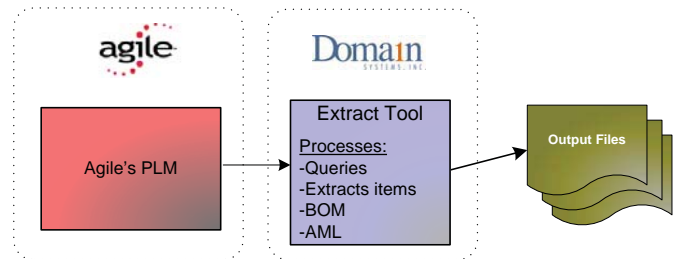 agile
Domain
SYSTEMS, INC.
Agile's PLM
Extract Tool
Processes:
-Queries
-Extracts items
-BOM
-AML
Output Files